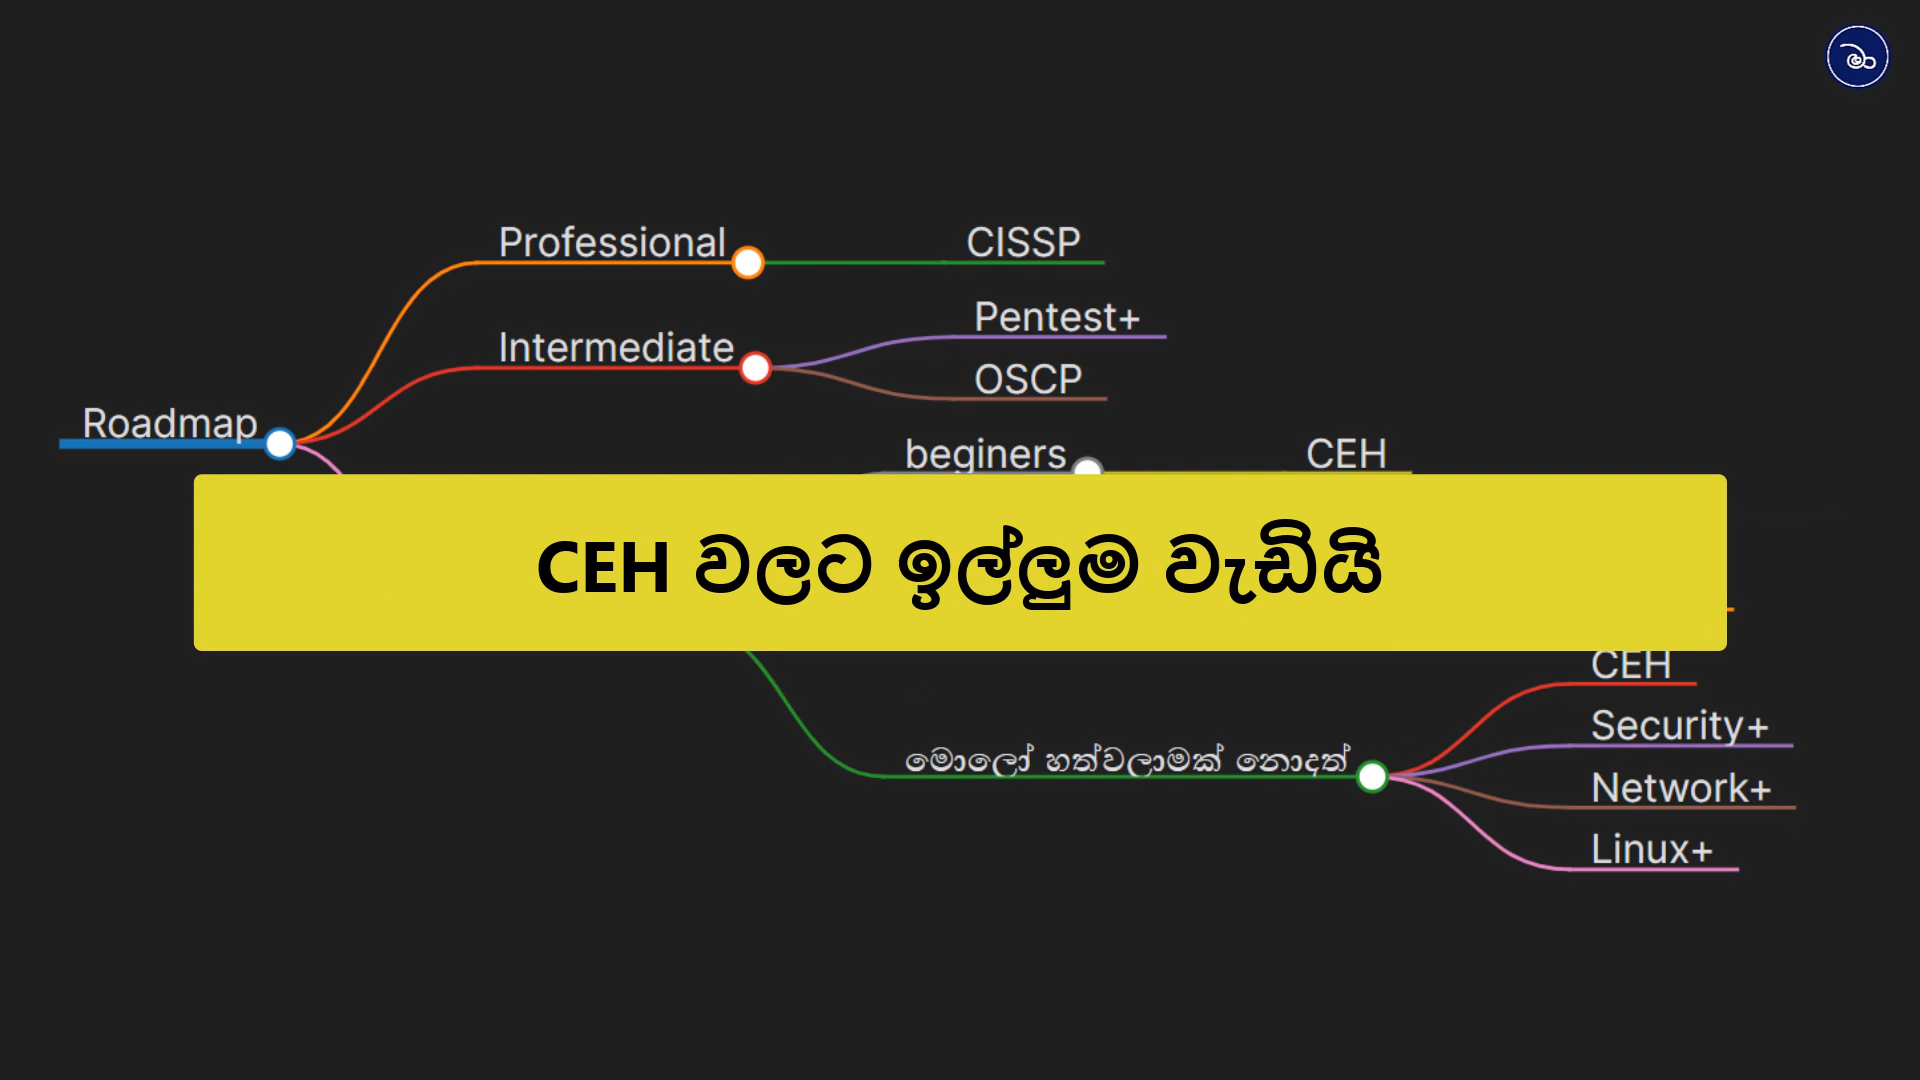 Professional
CISSP
Pentest+
Intermediate
OSCP
Roadmap
beginers
CEH
CEH වලට ඉල්ලුම වැඩියි
CEH
Security+
මොලෝ හත්වලාමක් නොදත්
Network+
Linux+